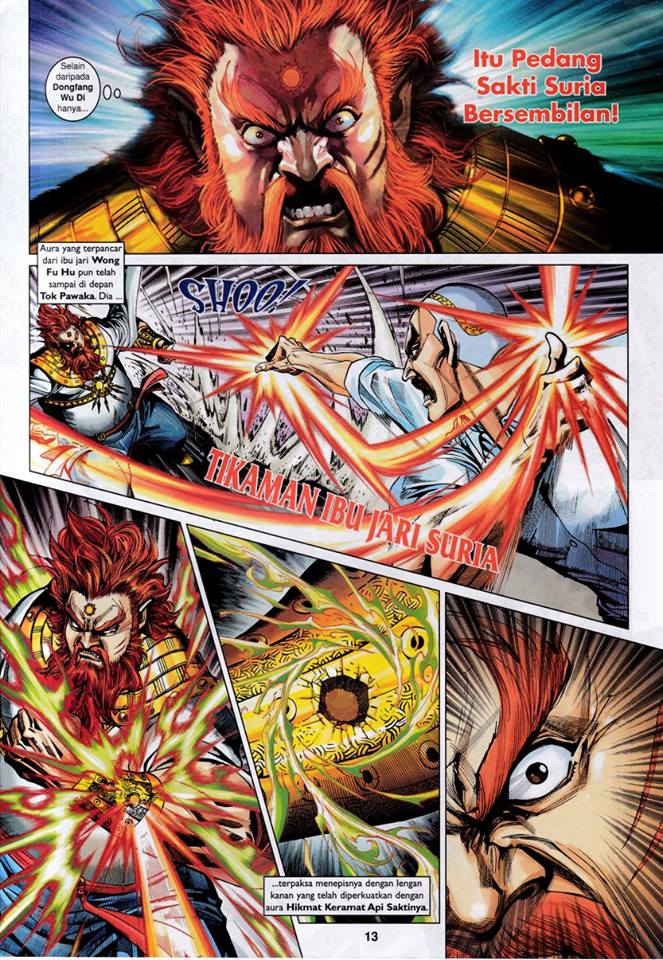 Selain
daripada
Dongfang
Wu Di
hanya...
Itu Pedang
Sakti Suria
Bersembilan!
Aura yang terpancar
dari ibu jari Wong
Fu Hu pun telah
sampai di depan
Tok Pawaka. Dia ...
SHOO!
TIKAMAN IBU JARI SURIA
...terpaksa menepisnya dengan lengan
kanan yang telah diperkuatkan dengan
aura Hikmat Keramat Api Saktinya.
13